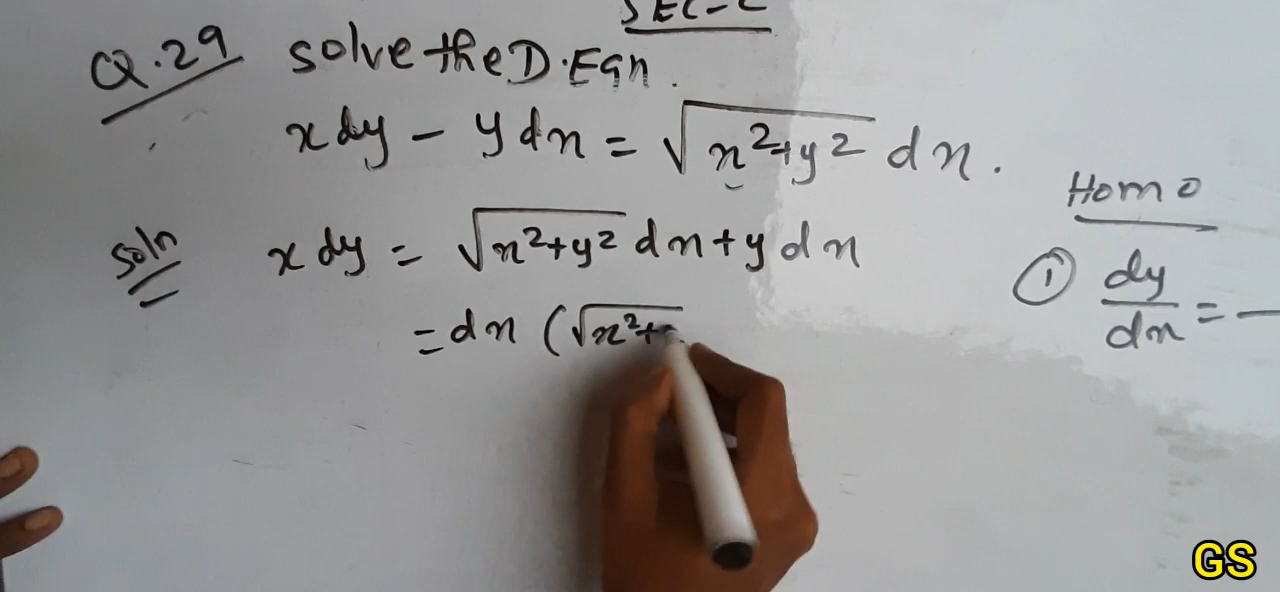 SEC-C
Q.29 Solve the D.Eqn.
x dy - y dx = √x²+y² dx.
Homo
Soln x dy = √x²+y² dx + y dx
① dy/dx = —
= dx (√x²+
GS